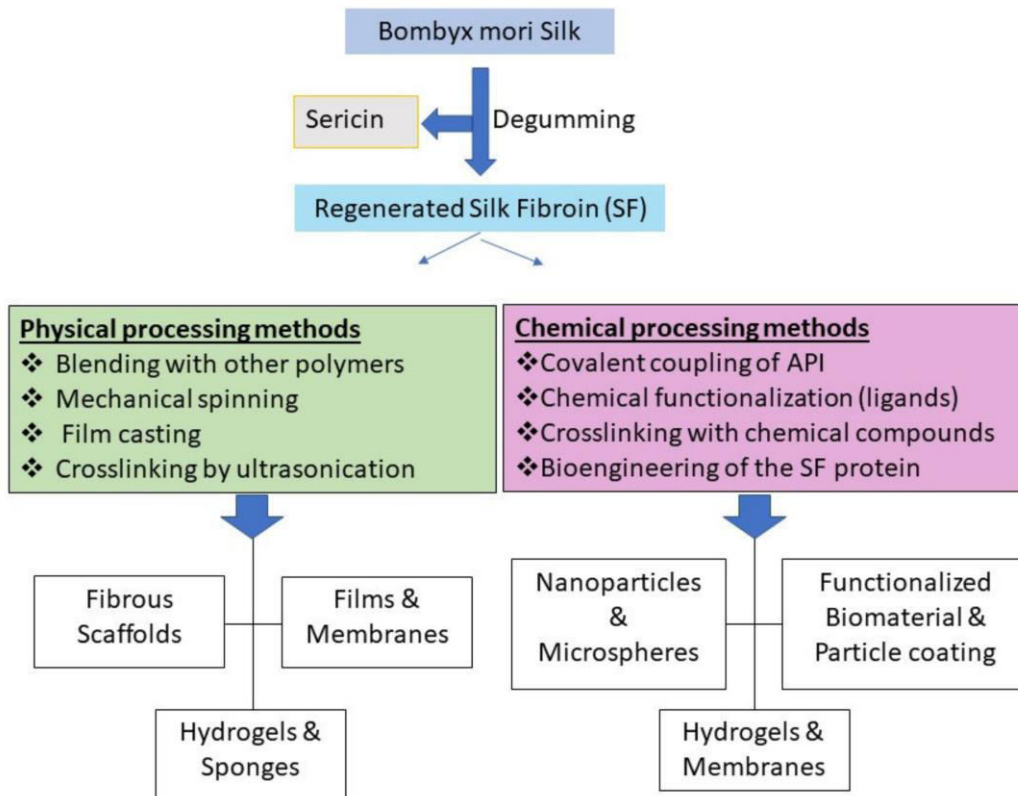 Bombyx mori Silk
Sericin
Degumming
Regenerated Silk Fibroin (SF)
Physical processing methods
❖ Blending with other polymers
❖ Mechanical spinning
❖ Film casting
❖ Crosslinking by ultrasonication
Chemical processing methods
❖Covalent coupling of API
❖Chemical functionalization (ligands)
❖Crosslinking with chemical compounds
❖Bioengineering of the SF protein
Fibrous
Scaffolds
Films &
Membranes
Hydrogels &
Sponges
Nanoparticles
&
Microspheres
Functionalized
Biomaterial &
Particle coating
Hydrogels &
Membranes